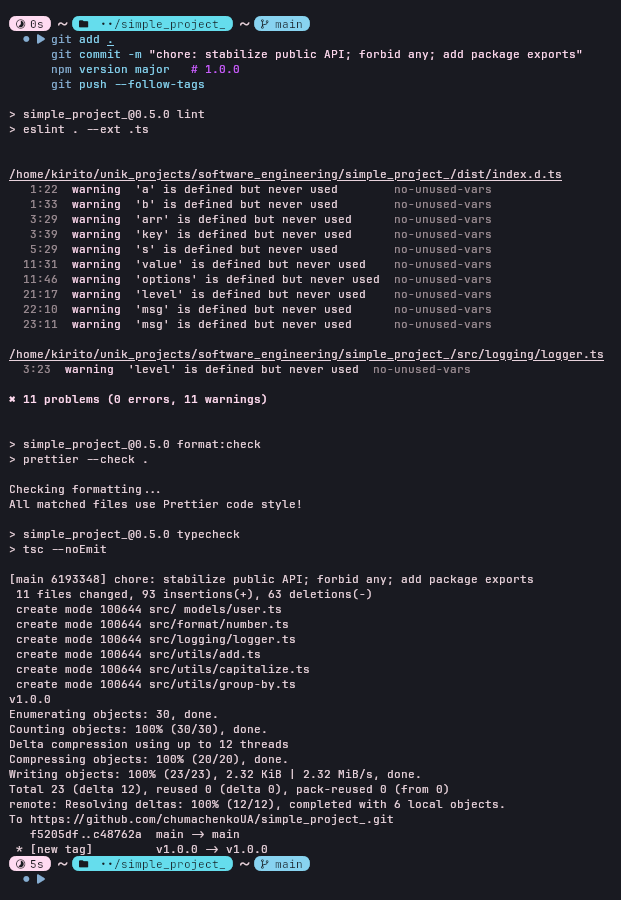 0s ~ ··/simple_project_ ~ main
git add .
git commit -m "chore: stabilize public API; forbid any; add package exports"
npm version major # 1.0.0
git push --follow-tags
> simple_project_@0.5.0 lint
> eslint . --ext .ts
/home/kirito/unik_projects/software_engineering/simple_project_/dist/index.d.ts
1:22 warning 'a' is defined but never used no-unused-vars
1:33 warning 'b' is defined but never used no-unused-vars
3:29 warning 'arr' is defined but never used no-unused-vars
3:39 warning 'key' is defined but never used no-unused-vars
5:29 warning 's' is defined but never used no-unused-vars
11:31 warning 'value' is defined but never used no-unused-vars
11:46 warning 'options' is defined but never used no-unused-vars
21:17 warning 'level' is defined but never used no-unused-vars
22:10 warning 'msg' is defined but never used no-unused-vars
23:11 warning 'msg' is defined but never used no-unused-vars
/home/kirito/unik_projects/software_engineering/simple_project_/src/logging/logger.ts
3:23 warning 'level' is defined but never used no-unused-vars
✖ 11 problems (0 errors, 11 warnings)
> simple_project_@0.5.0 format:check
> prettier --check .
Checking formatting...
All matched files use Prettier code style!
> simple_project_@0.5.0 typecheck
> tsc --noEmit
[main 6193348] chore: stabilize public API; forbid any; add package exports
11 files changed, 93 insertions(+), 63 deletions(-)
create mode 100644 src/ models/user.ts
create mode 100644 src/format/number.ts
create mode 100644 src/logging/logger.ts
create mode 100644 src/utils/add.ts
create mode 100644 src/utils/capitalize.ts
create mode 100644 src/utils/group-by.ts
v1.0.0
Enumerating objects: 30, done.
Counting objects: 100% (30/30), done.
Delta compression using up to 12 threads
Compressing objects: 100% (20/20), done.
Writing objects: 100% (23/23), 2.32 KiB | 2.32 MiB/s, done.
Total 23 (delta 12), reused 0 (delta 0), pack-reused 0 (from 0)
remote: Resolving deltas: 100% (12/12), completed with 6 local objects.
To https://github.com/chumachenkoUA/simple_project_.git
f5205df..c48762a main -> main
* [new tag] v1.0.0 -> v1.0.0
5s ~ ··/simple_project_ ~ main